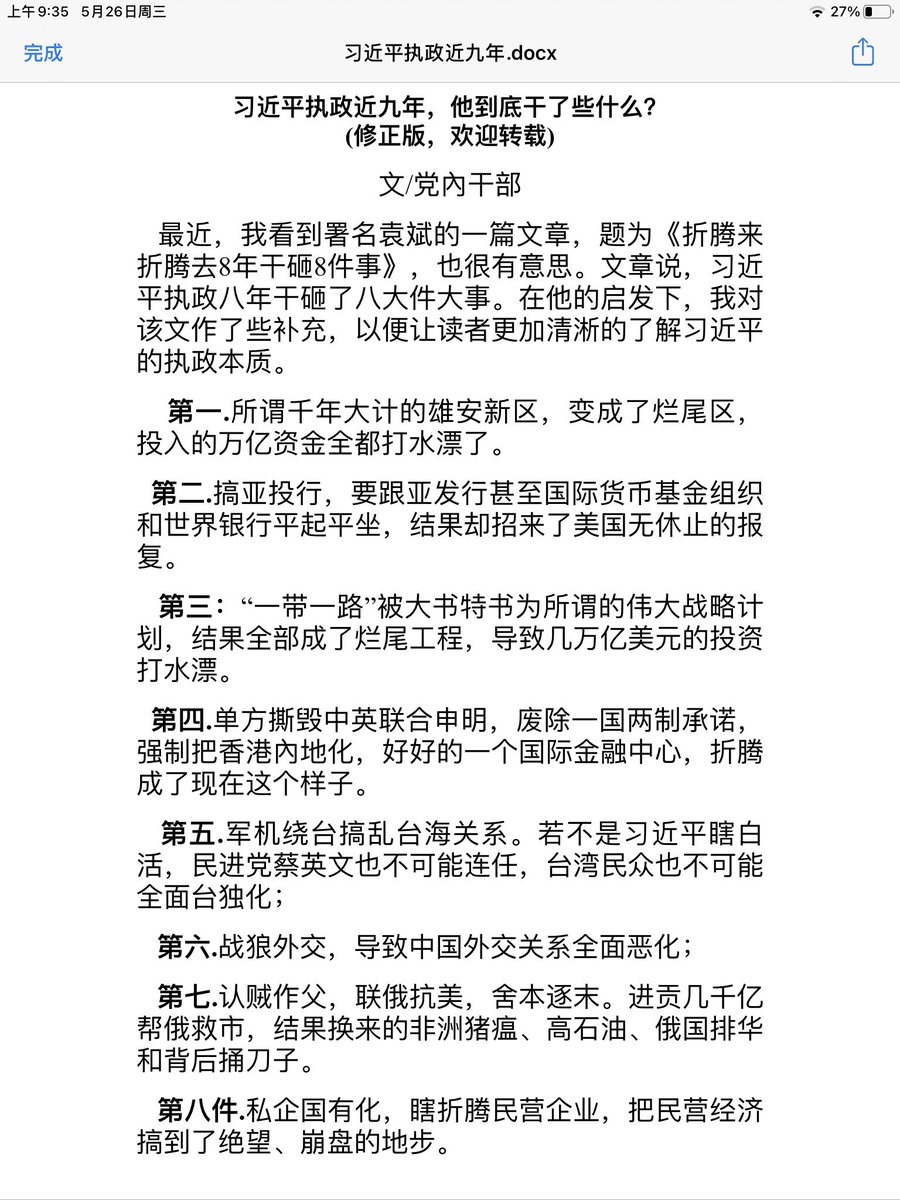 上午9:35 5月26日周三
27%
完成
习近平执政近九年.docx
习近平执政近九年，他到底干了些什么？
(修正版，欢迎转载)
文/党內干部
最近，我看到署名袁斌的一篇文章，题为《折腾来
折腾去8年干砸8件事》，也很有意思。文章说，习近
平执政八年干砸了八大件大事。在他的启发下，我对
该文作了些补充，以便让读者更加清淅的了解习近平
的执政本质。
第一.所谓千年大计的雄安新区，变成了烂尾区，
投入的万亿资金全都打水漂了。
第二.搞亚投行，要跟亚发行甚至国际货币基金组织
和世界银行平起平坐，结果却招来了美国无休止的报
复。
第三：“一带一路”被大书特书为所谓的伟大战略计
划，结果全部成了烂尾工程，导致几万亿美元的投资
打水漂。
第四.单方撕毁中英联合申明，废除一国两制承诺，
强制把香港內地化，好好的一个国际金融中心，折腾
成了现在这个样子。
第五.军机绕台搞乱台海关系。若不是习近平瞎白
活，民进党蔡英文也不可能连任，台湾民众也不可能
全面台独化；
第六.战狼外交，导致中国外交关系全面恶化；
第七.认贼作父，联俄抗美，舍本逐末。进贡几千亿
帮俄救市，结果换来的非洲猪瘟、高石油、俄国排华
和背后捅刀子。
第八件.私企国有化，瞎折腾民营企业，把民营经济
搞到了绝望、崩盘的地步。